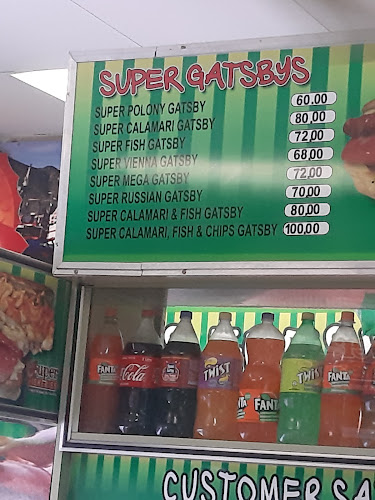 SUPER GATSBYS
SUPER POLONY GATSBY 60.00
SUPER CALAMARI GATSBY 80,00
SUPER FISH GATSBY 72,00
SUPER VIENNA GATSBY 68,00
SUPER MEGA GATSBY 72,00
SUPER RUSSIAN GATSBY 70,00
SUPER CALAMARI & FISH GATSBY 80,00
SUPER CALAMARI, FISH & CHIPS GATSBY 100,00
Super
FANTA
Coca-Cola
TWIST
FANTA
FANTA
TWIST
FANTA
CUSTOMER SA